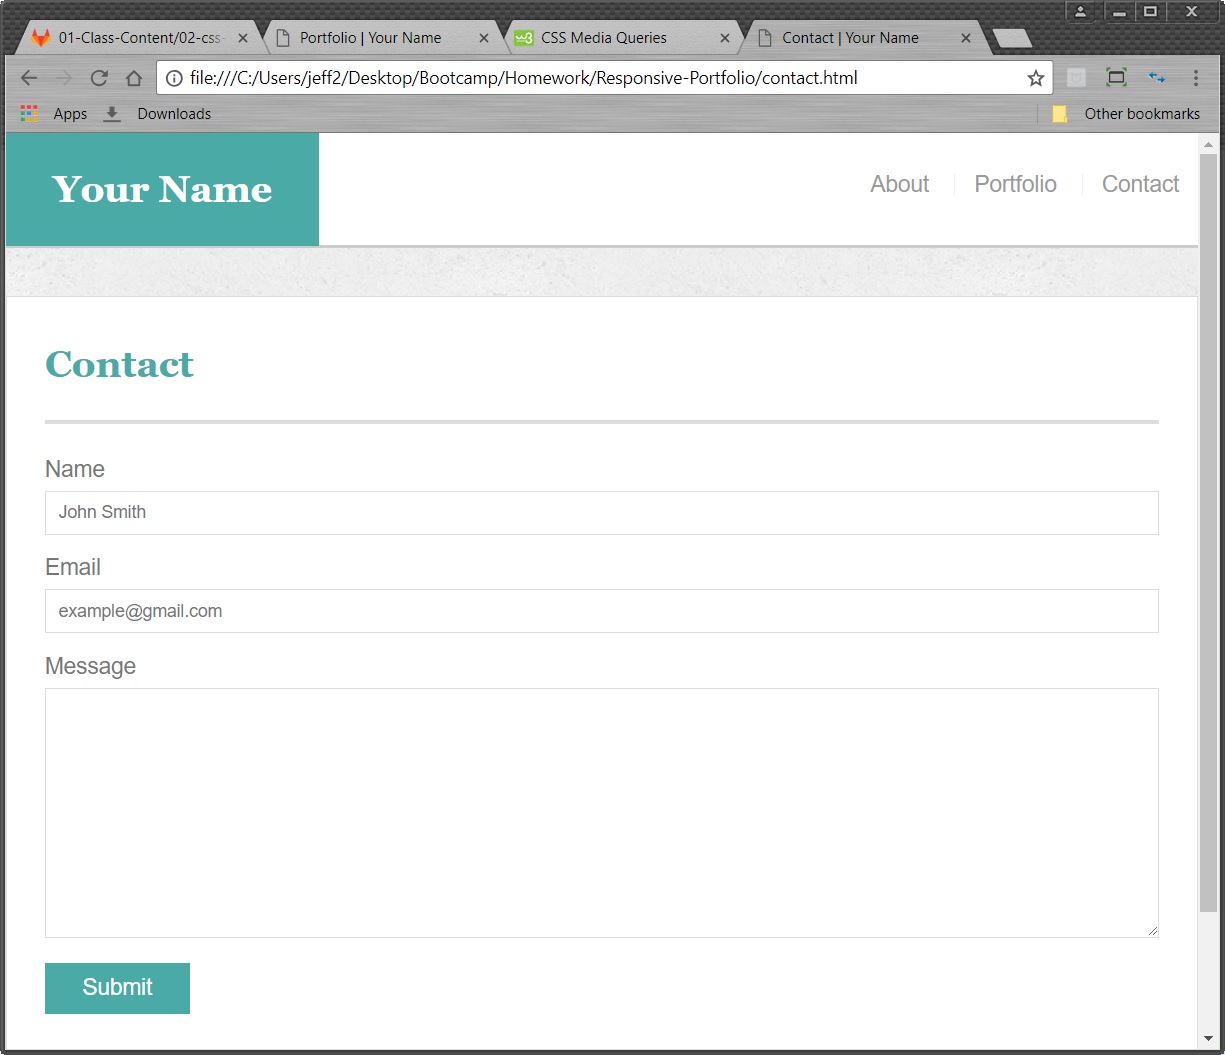 01-Class-Content/02-css-
Portfolio | Your Name
CSS Media Queries
Contact | Your Name
file:///C:/Users/jeff2/Desktop/Bootcamp/Homework/Responsive-Portfolio/contact.html
Apps
Downloads
Other bookmarks
Your Name
About
Portfolio
Contact
Contact
Name
John Smith
Email
example@gmail.com
Message
Submit